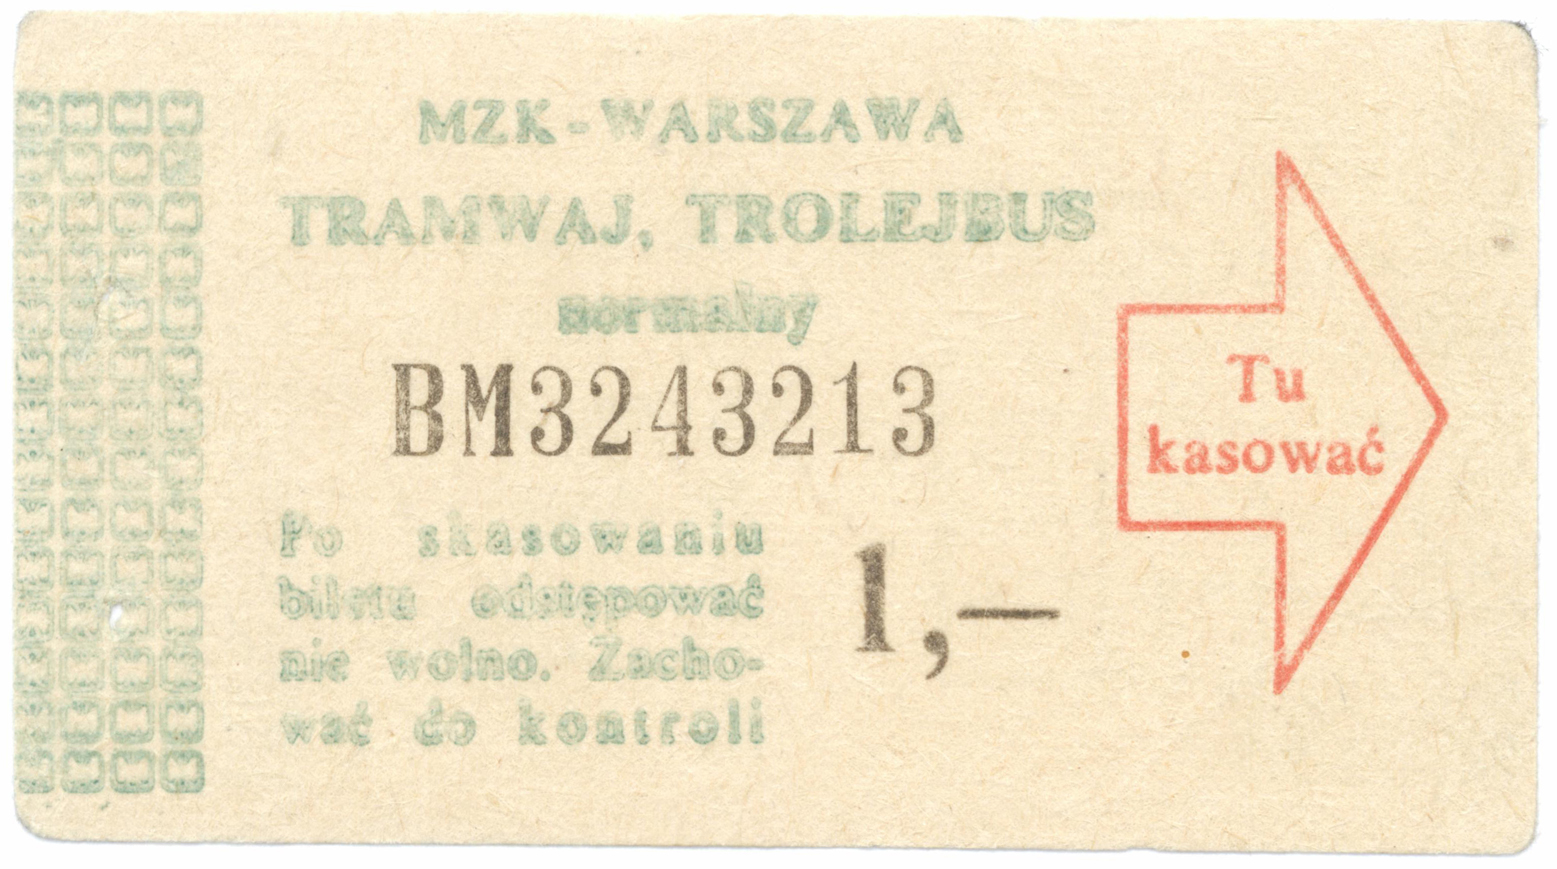 MZK-WARSZAWA
TRAMWAJ, TROLEJBUS
normalny
BM3243213
Po skasowaniu
biletu odstępować
nie wolno. Zacho-
wać do kontroli
1,—
Tu
kasować